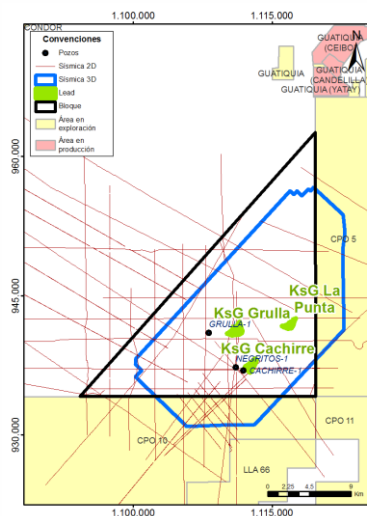 1.100.000
1.115.000
CONDOR
Convenciones
Pozos
Sísmica 2D
Sísmica 3D
Lead
Bloque
Área en
exploración
Área en
producción
GUATIQUIA
(CEIBO)
N
GUATIQUIA
GUATIQUIA
(CANDELILLA)
GUATIQUIA (YATAY)
960.000
CPO 5
945.000
KsG La
Punta
KsG Grulla
GRULLA-1
KsG Cachirre
NEGRITOS-1
CACHIRRE-1
930.000
CPO 10
CPO 11
LLA 66
0 2,25 4,5 9
Km
1.100.000
1.115.000